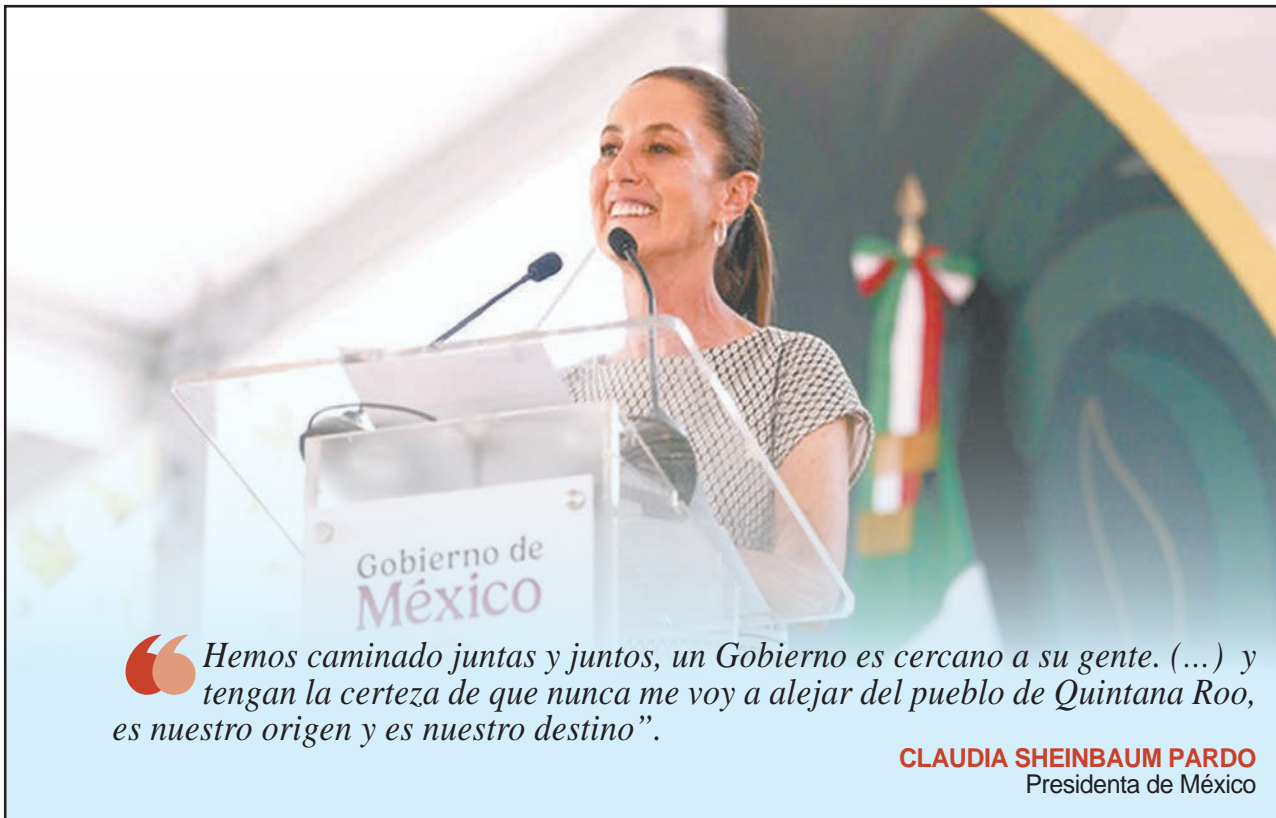 Gobierno de
México
“Hemos caminado juntas y juntos, un Gobierno es cercano a su gente. (...) y
tengan la certeza de que nunca me voy a alejar del pueblo de Quintana Roo,
es nuestro origen y es nuestro destino”.
CLAUDIA SHEINBAUM PARDO
Presidenta de México